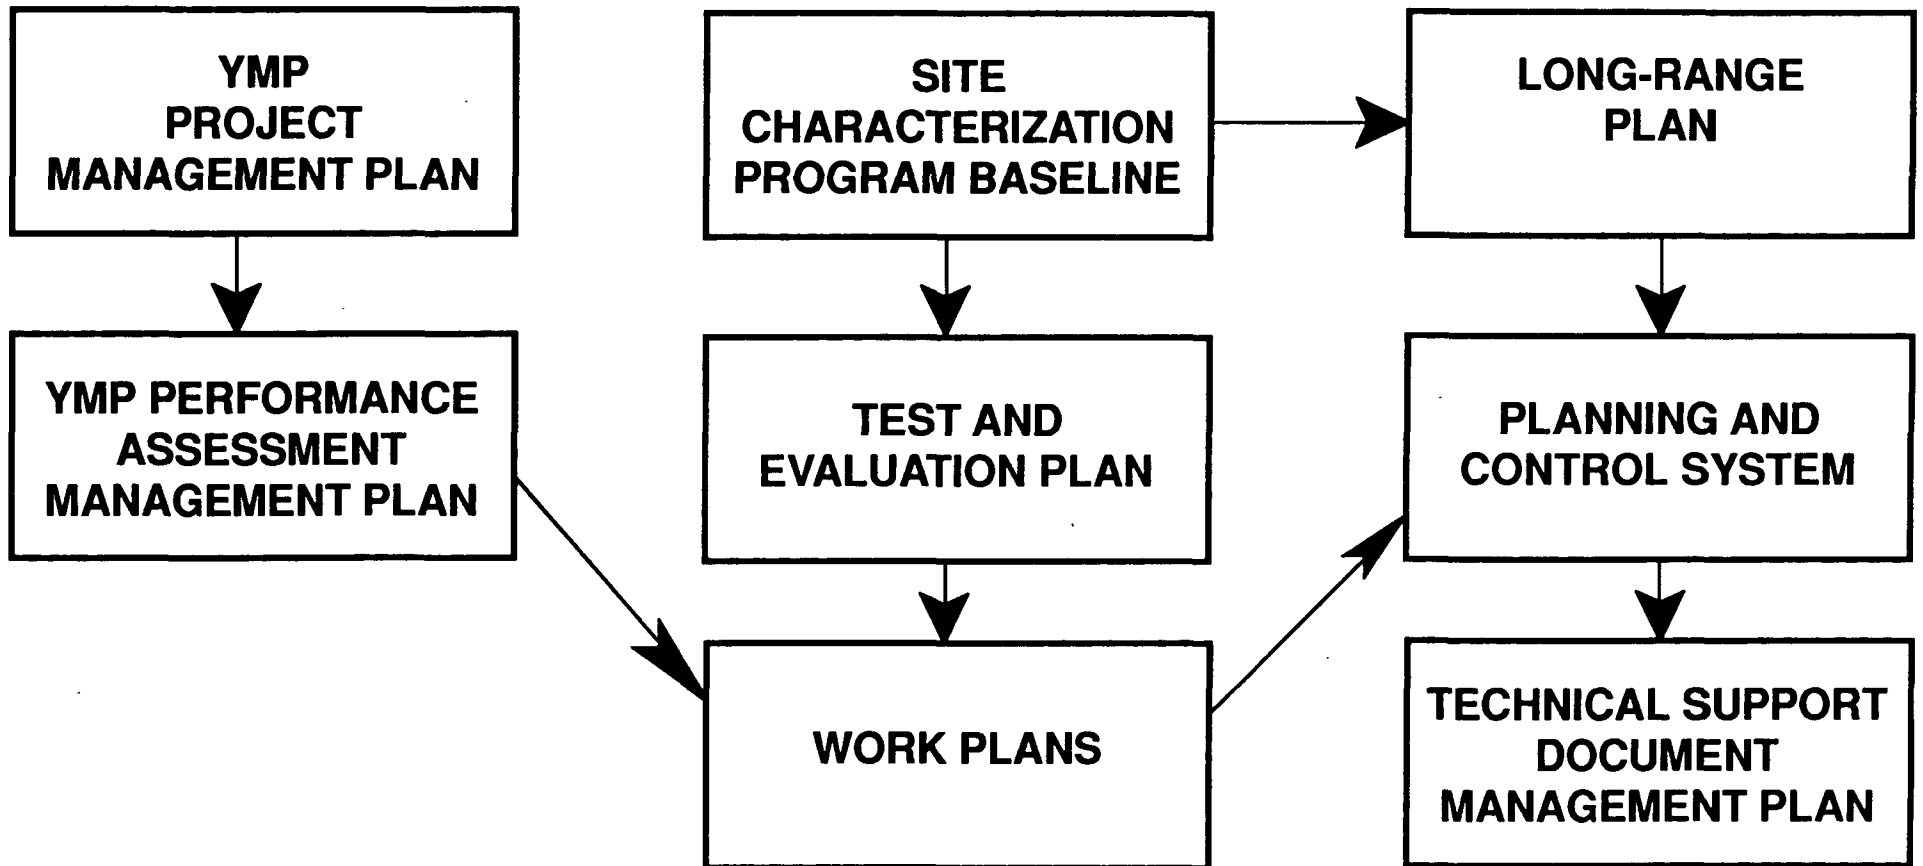 YMP
PROJECT
MANAGEMENT PLAN
SITE
CHARACTERIZATION
PROGRAM BASELINE
LONG-RANGE
PLAN
YMP PERFORMANCE
ASSESSMENT
MANAGEMENT PLAN
TEST AND
EVALUATION PLAN
PLANNING AND
CONTROL SYSTEM
WORK PLANS
TECHNICAL SUPPORT
DOCUMENT
MANAGEMENT PLAN